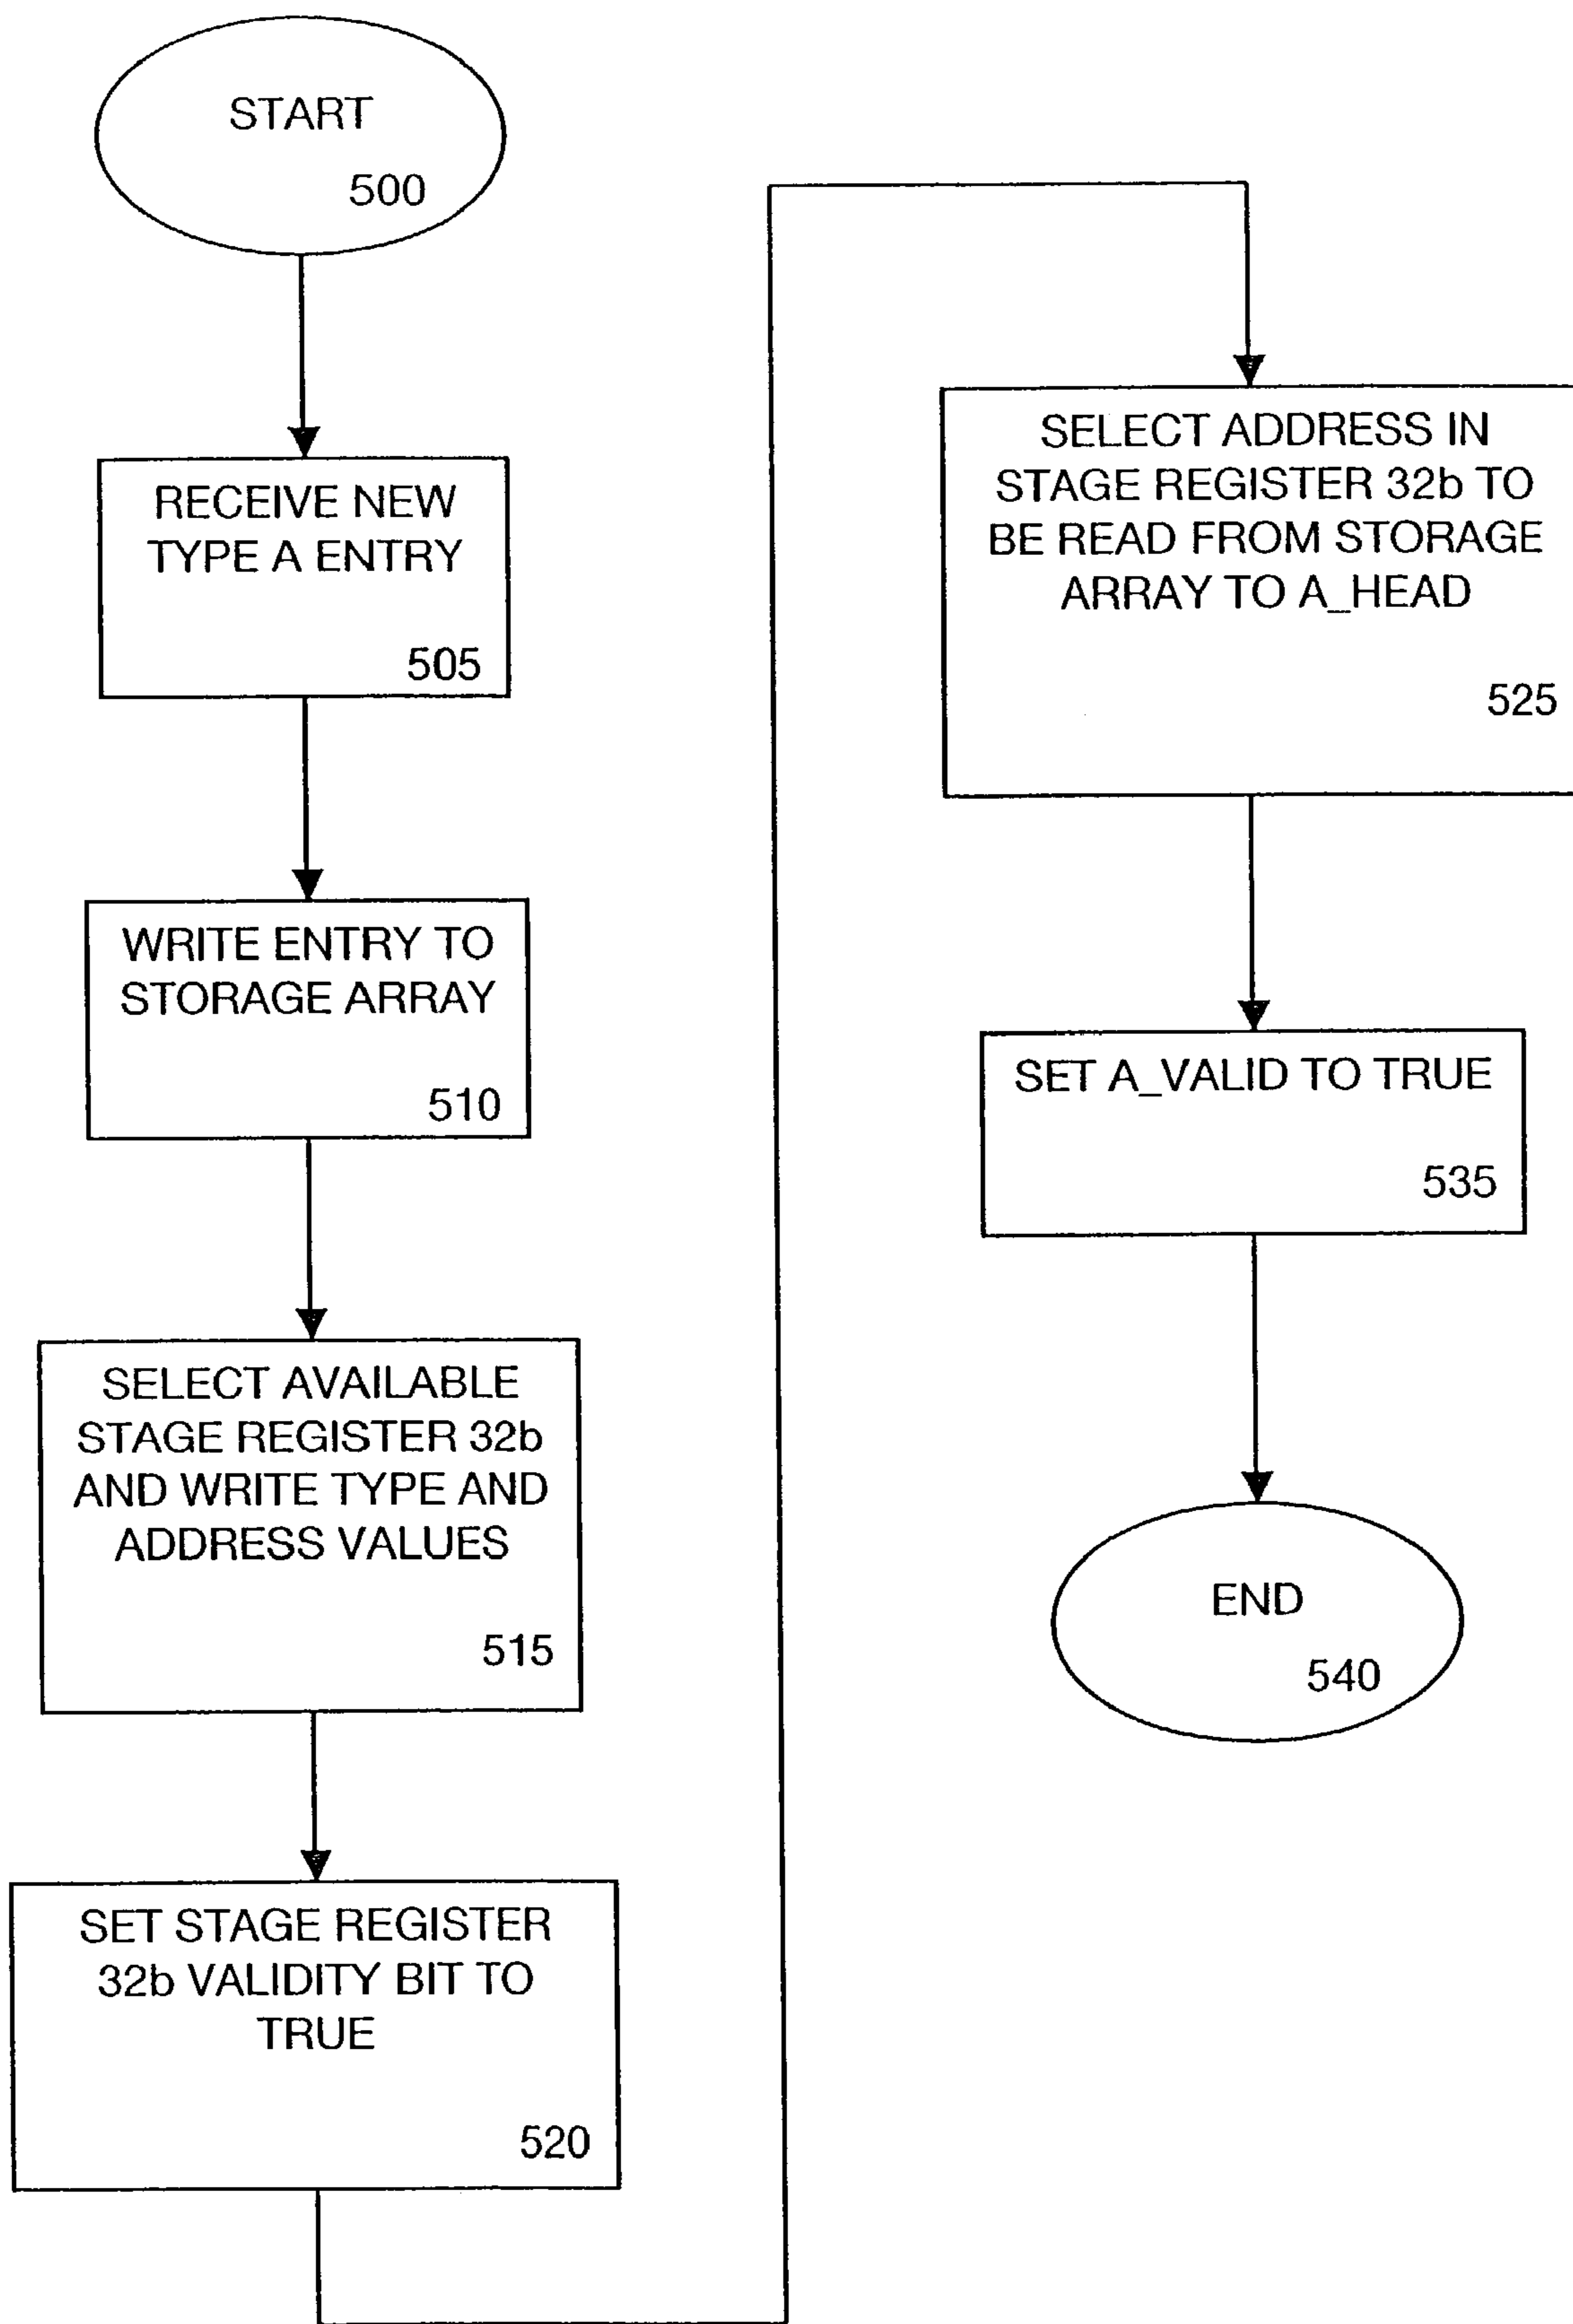 START
500
RECEIVE NEW
TYPE A ENTRY
505
WRITE ENTRY TO
STORAGE ARRAY
510
SELECT AVAILABLE
STAGE REGISTER 32b
AND WRITE TYPE AND
ADDRESS VALUES
515
SET STAGE REGISTER
32b VALIDITY BIT TO
TRUE
520
SELECT ADDRESS IN
STAGE REGISTER 32b TO
BE READ FROM STORAGE
ARRAY TO A_HEAD
525
SET A_VALID TO TRUE
535
END
540